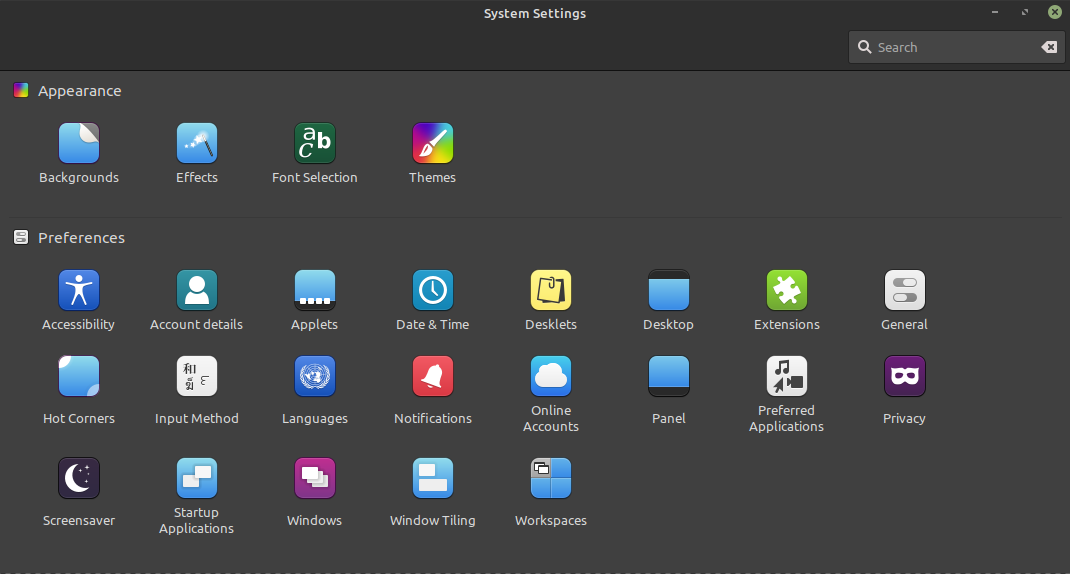 System Settings
Search
Appearance
Backgrounds
Effects
Font Selection
Themes
Preferences
Accessibility
Account details
Applets
Date & Time
Desklets
Desktop
Extensions
General
Hot Corners
Input Method
Languages
Notifications
Online
Accounts
Panel
Preferred
Applications
Privacy
Screensaver
Startup
Applications
Windows
Window Tiling
Workspaces